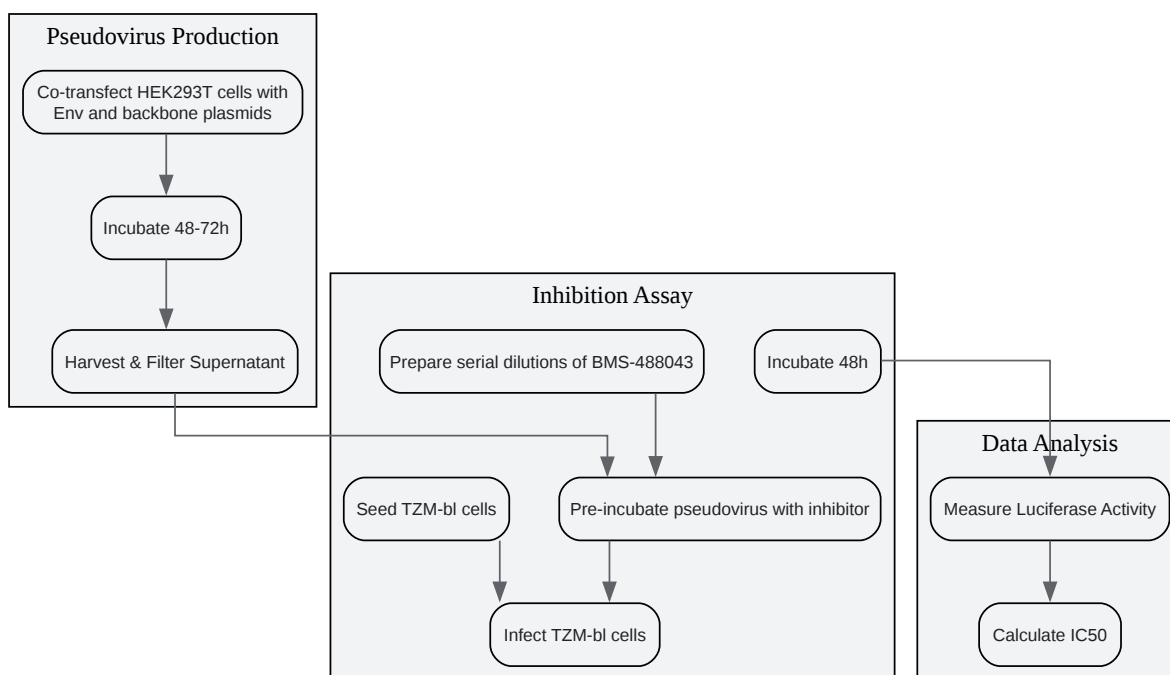 Pseudovirus Production
Co-transfect HEK293T cells with
Env and backbone plasmids
Incubate 48-72h
Harvest & Filter Supernatant
Inhibition Assay
Prepare serial dilutions of BMS-488043
Incubate 48h
Seed TZM-bl cells
Pre-incubate pseudovirus with inhibitor
Infect TZM-bl cells
Data Analysis
Measure Luciferase Activity
Calculate IC50